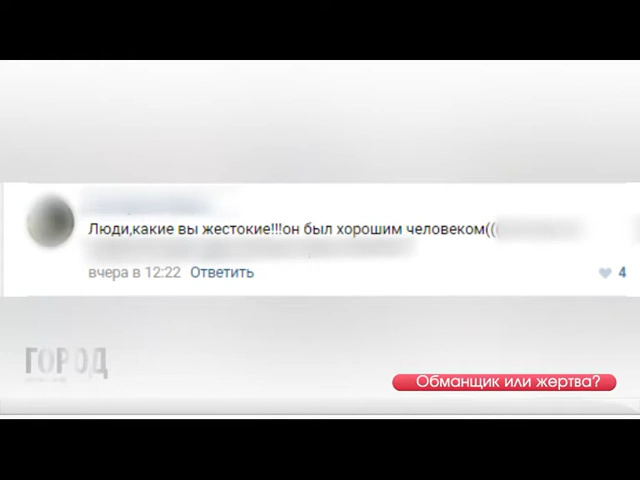 Люди,какие вы жестокие!!!он был хорошим человеком((
вчера в 12:22 Ответить
4
ГОРОД
Обманщик или жертва?